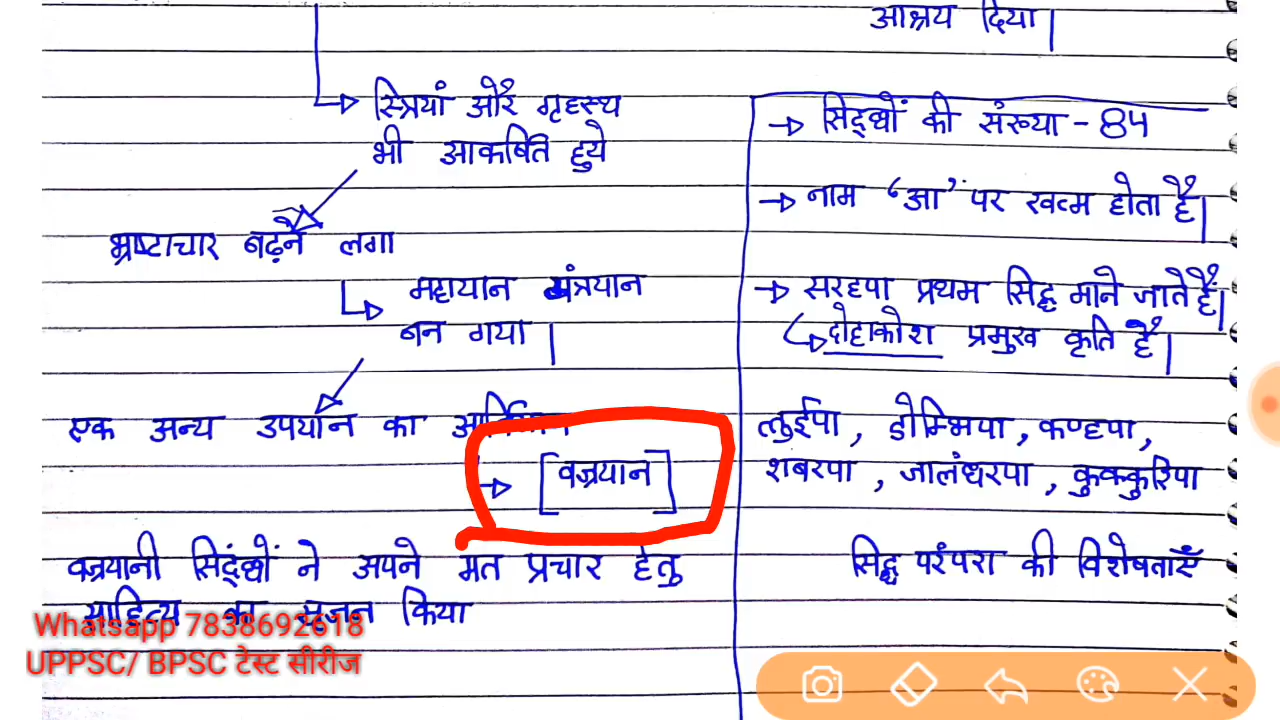 आश्रय दिया।
स्त्रियां और गृहस्थ
भी आकर्षित हुये
भ्रष्टाचार बढ़ने लगा
महायान मंत्रयान
बन गया।
एक अन्य उपयान का
[वज्रयान]
वज्रयानी सिद्धों ने अपने मत प्रचार हेतु
साहित्य का सृजन किया
→ सिद्धों की संख्या - 84
→ नाम 'आ' पर खत्म होता है।
→ सरहपा प्रथम सिद्ध माने जाते हैं।
दोहाकोश प्रमुख कृति है।
लुईपा, डोम्भिपा, कण्हपा,
शबरपा, जालंधरपा, कुक्कुरिपा
सिद्ध परंपरा की विशेषताएँ
Whatsapp 7838692618
UPPSC/ BPSC टेस्ट सीरीज